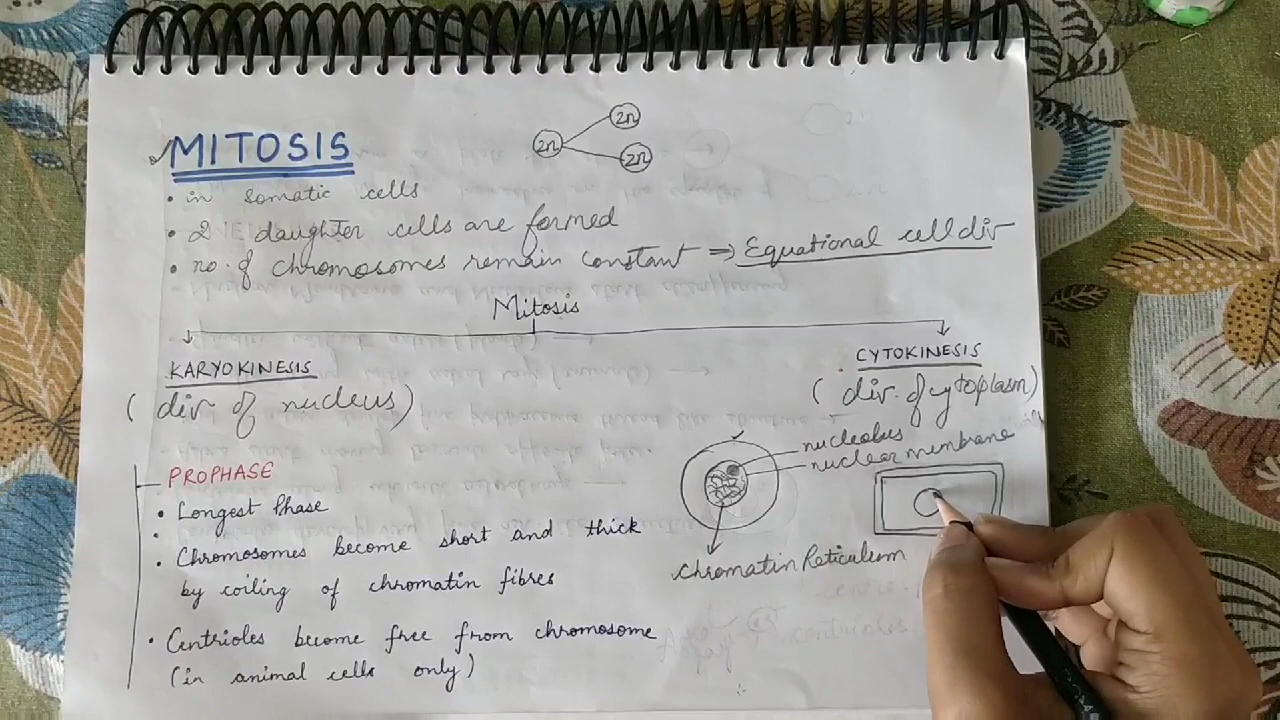 MITOSIS
2n
2n
2n
• in somatic cells
• 2 daughter cells are formed
• no. of chromosomes remain constant ⇒ Equational cell div
Mitosis
KARYOKINESIS
(div of nucleus)
CYTOKINESIS
(div. of cytoplasm)
PROPHASE
• Longest Phase
• Chromosomes become short and thick
by coiling of chromatin fibres
• Centrioles become free from chromosome
(in animal cells only)
nucleolus
nuclear membrane
Chromatin Reticulum